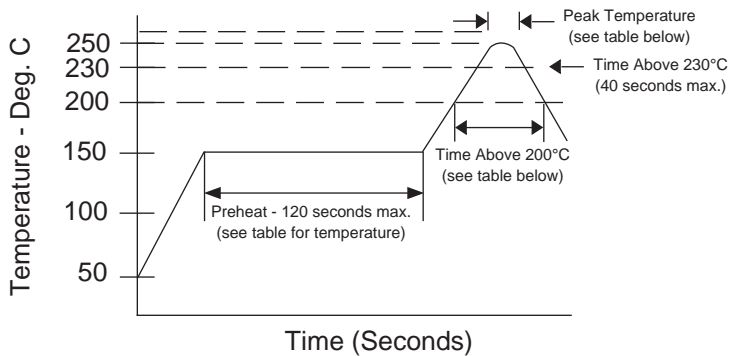 Peak Temperature
(see table below)
250
230
Time Above 230°C
(40 seconds max.)
200
150
Time Above 200°C
(see table below)
Preheat - 120 seconds max.
(see table for temperature)
100
50
Temperature - Deg. C
Time (Seconds)